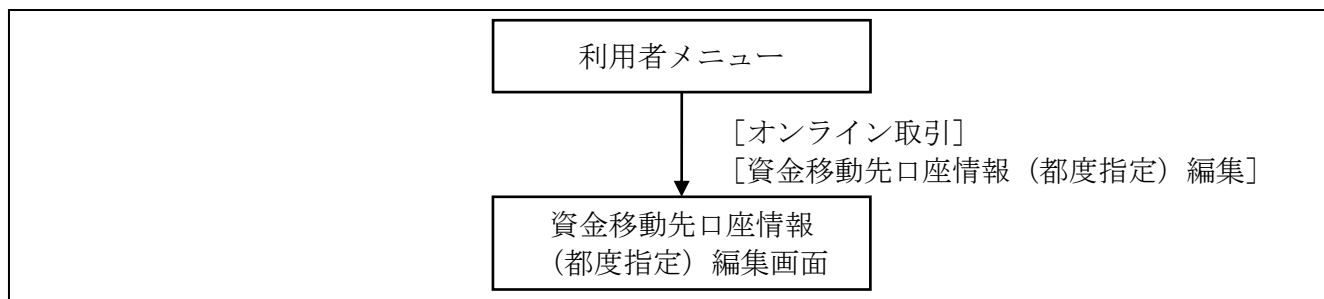 利用者メニュー
［オンライン取引］
［資金移動先口座情報（都度指定）編集］
資金移動先口座情報
（都度指定）編集画面